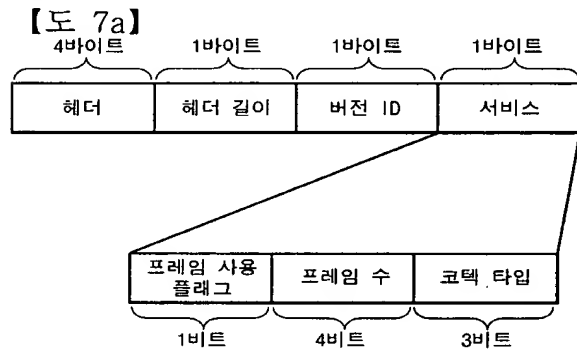 【도 7a】
4바이트 1바이트 1바이트 1바이트
헤더 헤더 길이 버전 ID 서비스
프레임 사용 플래그 프레임 수 코텍 타입
1비트 4비트 3비트